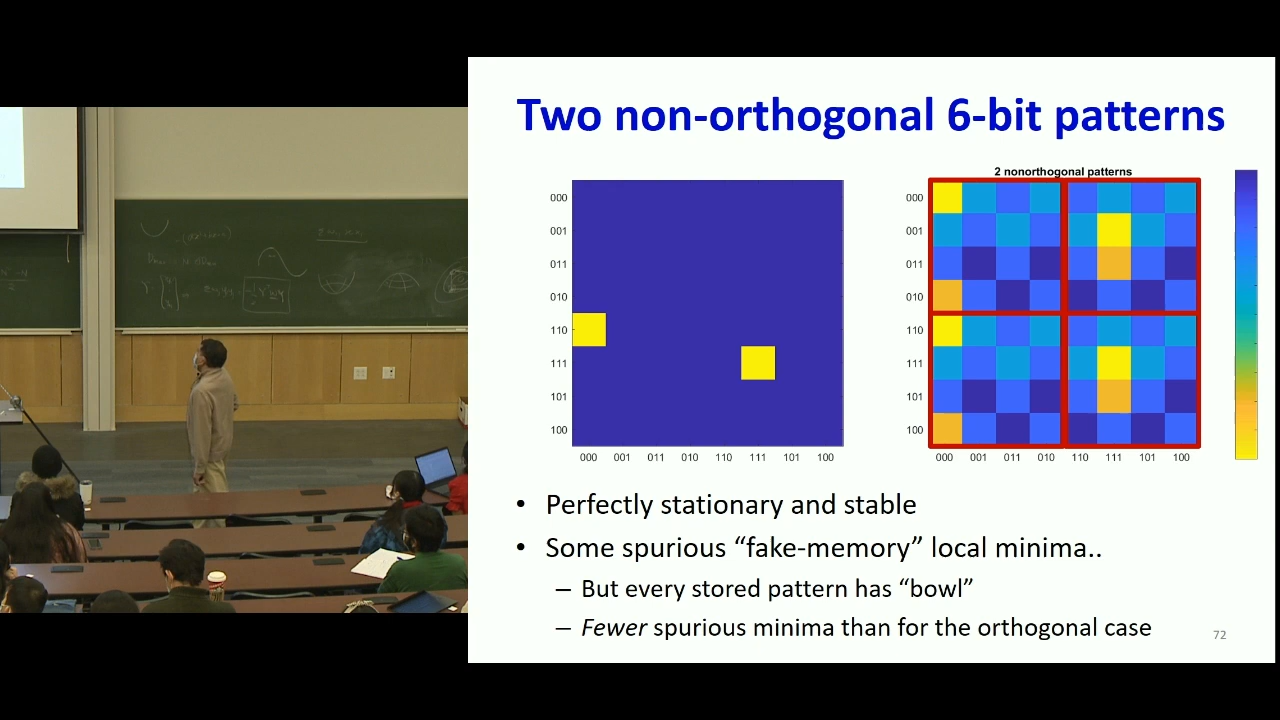 Two non-orthogonal 6-bit patterns
2 nonorthogonal patterns
000
001
011
010
110
111
101
100
000 001 011 010 110 111 101 100
000
001
011
010
110
111
101
100
000 001 011 010 110 111 101 100
• Perfectly stationary and stable
• Some spurious “fake-memory” local minima..
– But every stored pattern has “bowl”
– Fewer spurious minima than for the orthogonal case
72